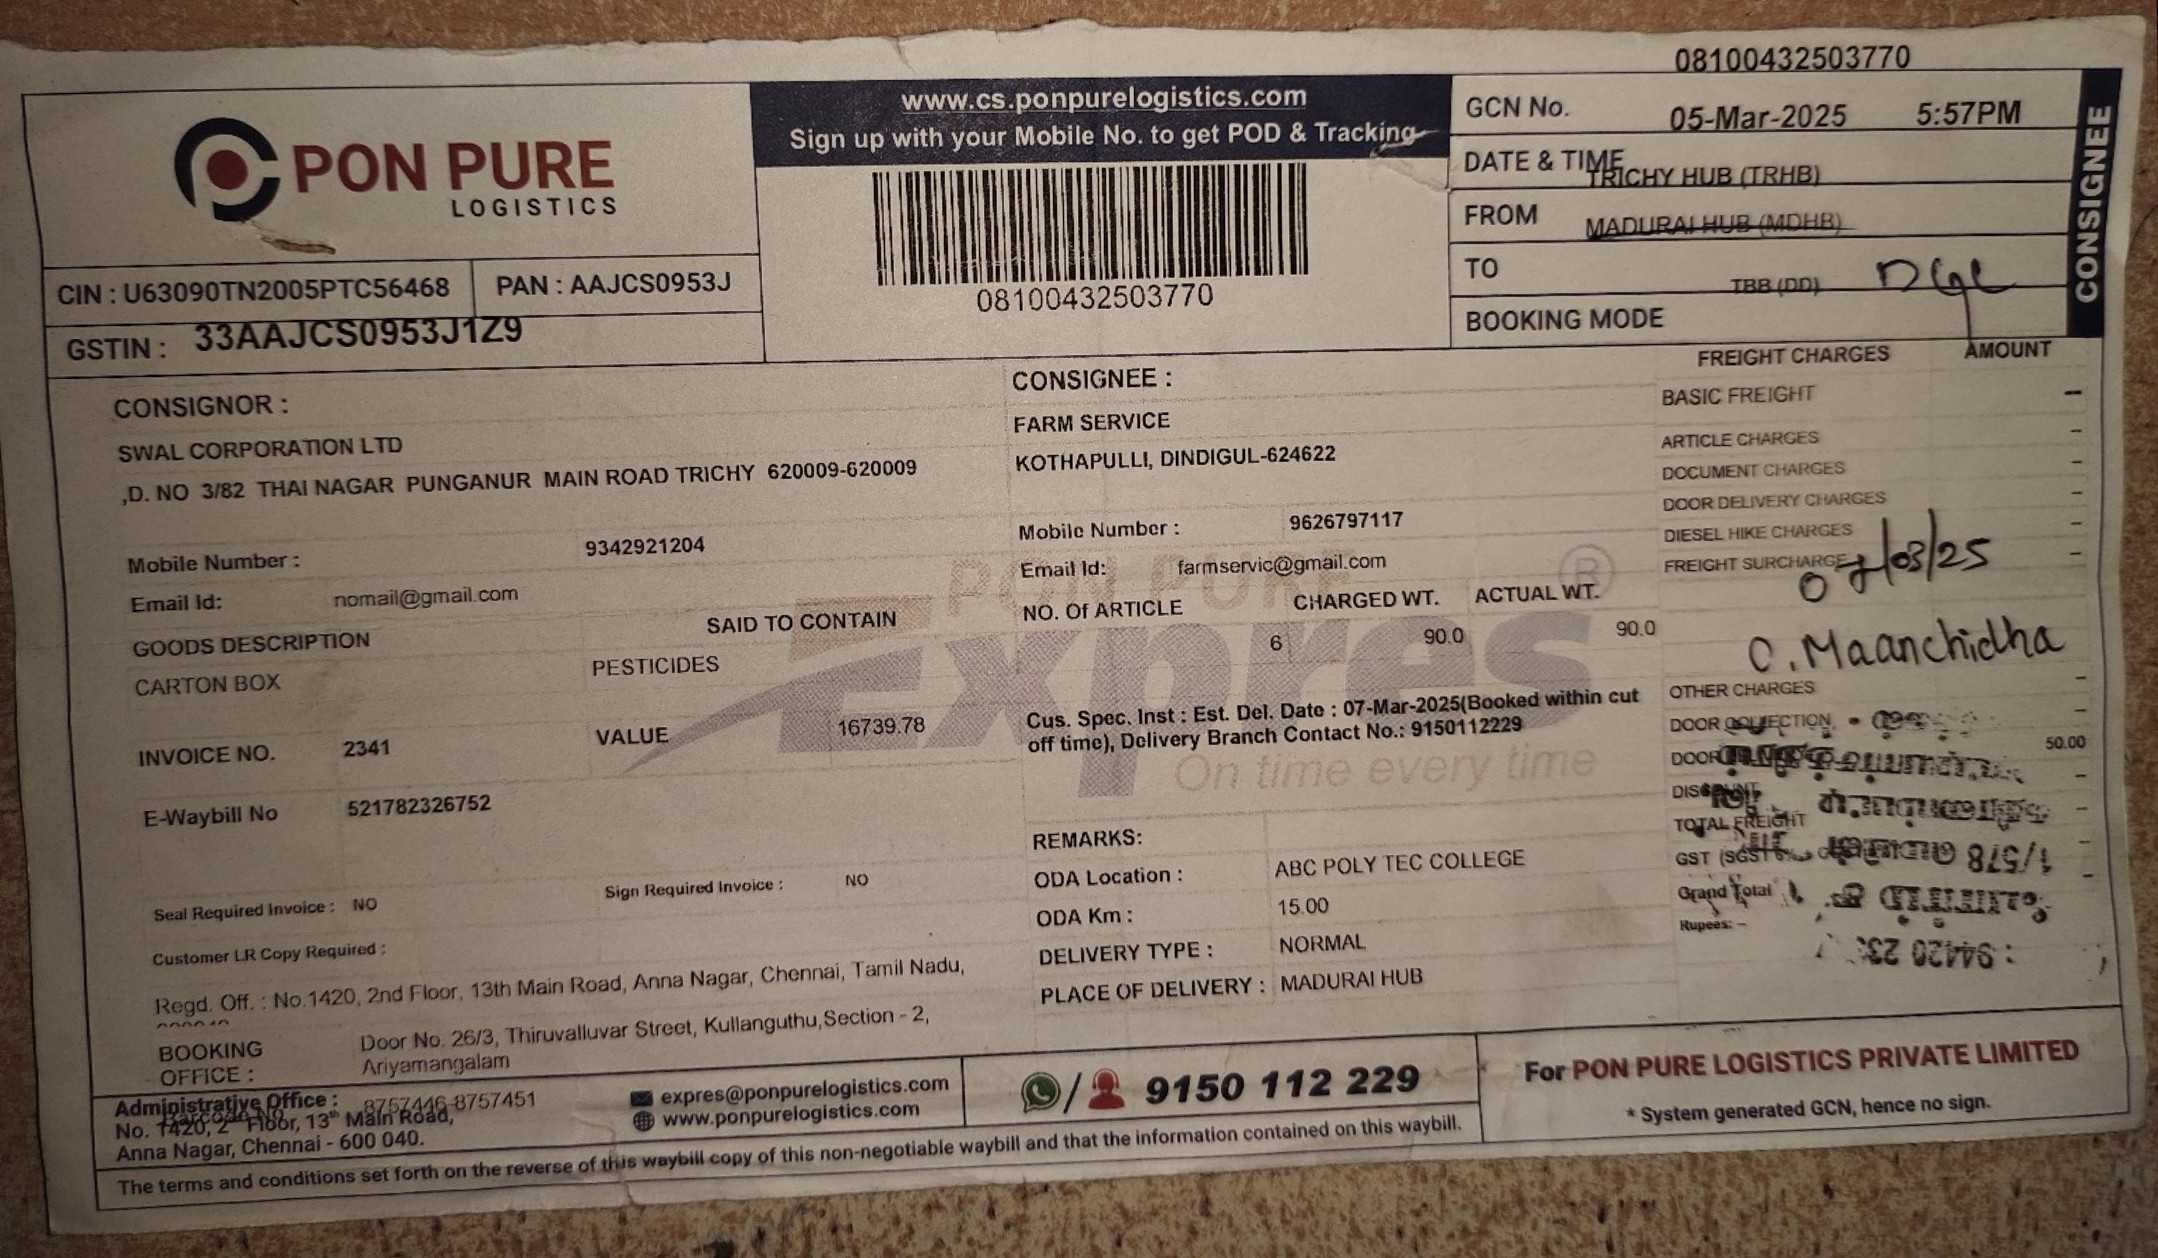 08100432503770
PON PURE
LOGISTICS
CIN : U63090TN2005PTC56468
PAN : AAJCS0953J
GSTIN : 33AAJCS0953J1Z9
www.cs.ponpurelogistics.com
Sign up with your Mobile No. to get POD & Tracking
08100432503770
GCN No.
05-Mar-2025 5:57PM
DATE & TIME
TRICHY HUB (TRHB)
FROM
MADURAI HUB (MDHB)
TO
TBB (DD)
DGL
BOOKING MODE
CONSIGNEE
CONSIGNOR :
SWAL CORPORATION LTD
,D. NO 3/82 THAI NAGAR PUNGANUR MAIN ROAD TRICHY 620009-620009
Mobile Number : 9342921204
Email Id: nomail@gmail.com
GOODS DESCRIPTION SAID TO CONTAIN
CARTON BOX PESTICIDES
INVOICE NO. 2341 VALUE 16739.78
E-Waybill No 521782326752
Seal Required Invoice : NO Sign Required Invoice : NO
Customer LR Copy Required :
Regd. Off. : No.1420, 2nd Floor, 13th Main Road, Anna Nagar, Chennai, Tamil Nadu,
BOOKING OFFICE : Door No. 26/3, Thiruvalluvar Street, Kullanguthu,Section - 2,
Ariyamangalam
CONSIGNEE :
FARM SERVICE
KOTHAPULLI, DINDIGUL-624622
Mobile Number : 9626797117
Email Id: farmservic@gmail.com
NO. Of ARTICLE CHARGED WT. ACTUAL WT.
6 90.0 90.0
PON PURE
Expres ®
On time every time
Cus. Spec. Inst : Est. Del. Date : 07-Mar-2025(Booked within cut
off time), Delivery Branch Contact No.: 9150112229
REMARKS:
ODA Location : ABC POLY TEC COLLEGE
ODA Km : 15.00
DELIVERY TYPE : NORMAL
PLACE OF DELIVERY : MADURAI HUB
FREIGHT CHARGES AMOUNT
BASIC FREIGHT -
ARTICLE CHARGES -
DOCUMENT CHARGES -
DOOR DELIVERY CHARGES -
DIESEL HIKE CHARGES -
FREIGHT SURCHARGE -
/03/25
C. Maanchidha
OTHER CHARGES -
DOOR COLLECTION
DOOR 50.00
DISCOUNT -
TOTAL FREIGHT -
GST (SGST -
Grand Total -
Rupees: -
1/578
Administrative Office :
8757446-8757451
No. 1420, 2 Floor, 13th Main Road,
Anna Nagar, Chennai - 600 040.
expres@ponpurelogistics.com
www.ponpurelogistics.com
/ 9150 112 229
For PON PURE LOGISTICS PRIVATE LIMITED
* System generated GCN, hence no sign.
The terms and conditions set forth on the reverse of this waybill copy of this non-negotiable waybill and that the information contained on this waybill.